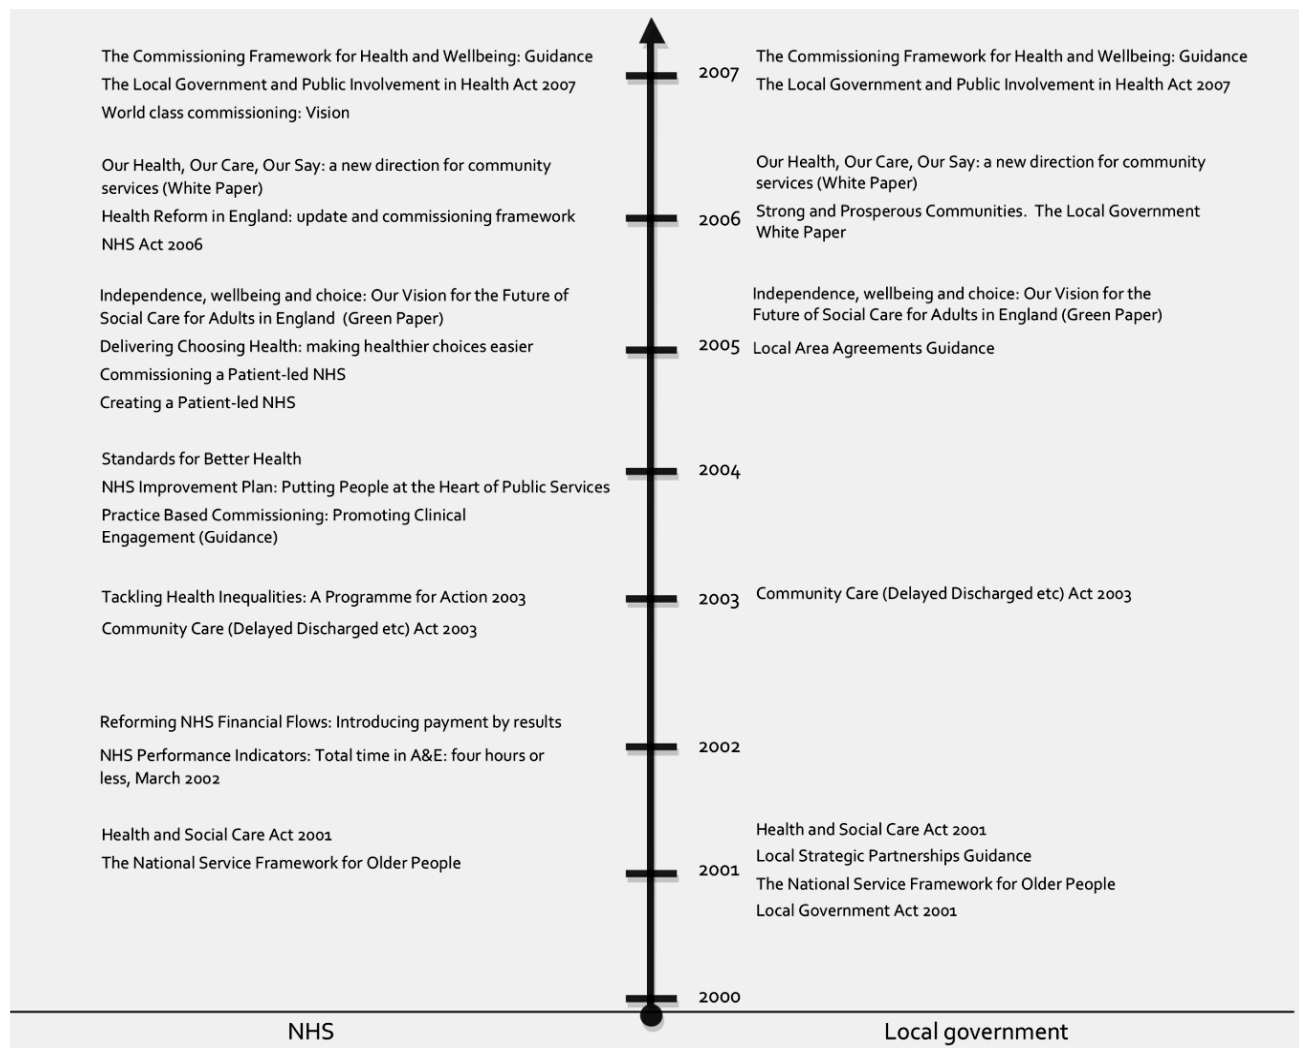 The Commissioning Framework for Health and Wellbeing: Guidance
The Local Government and Public Involvement in Health Act 2007
World class commissioning: Vision
2007
The Commissioning Framework for Health and Wellbeing: Guidance
The Local Government and Public Involvement in Health Act 2007
Our Health, Our Care, Our Say: a new direction for community
services (White Paper)
Health Reform in England: update and commissioning framework
NHS Act 2006
2006
Our Health, Our Care, Our Say: a new direction for community
services (White Paper)
Strong and Prosperous Communities. The Local Government
White Paper
Independence, wellbeing and choice: Our Vision for the Future of
Social Care for Adults in England (Green Paper)
Delivering Choosing Health: making healthier choices easier
Commissioning a Patient-led NHS
Creating a Patient-led NHS
2005
Independence, wellbeing and choice: Our Vision for the
Future of Social Care for Adults in England (Green Paper)
Local Area Agreements Guidance
Standards for Better Health
NHS Improvement Plan: Putting People at the Heart of Public Services
Practice Based Commissioning: Promoting Clinical
Engagement (Guidance)
2004
Tackling Health Inequalities: A Programme for Action 2003
Community Care (Delayed Discharged etc) Act 2003
2003
Community Care (Delayed Discharged etc) Act 2003
Reforming NHS Financial Flows: Introducing payment by results
NHS Performance Indicators: Total time in A&E: four hours or
less, March 2002
2002
Health and Social Care Act 2001
The National Service Framework for Older People
2001
Health and Social Care Act 2001
Local Strategic Partnerships Guidance
The National Service Framework for Older People
Local Government Act 2001
2000
NHS
Local government